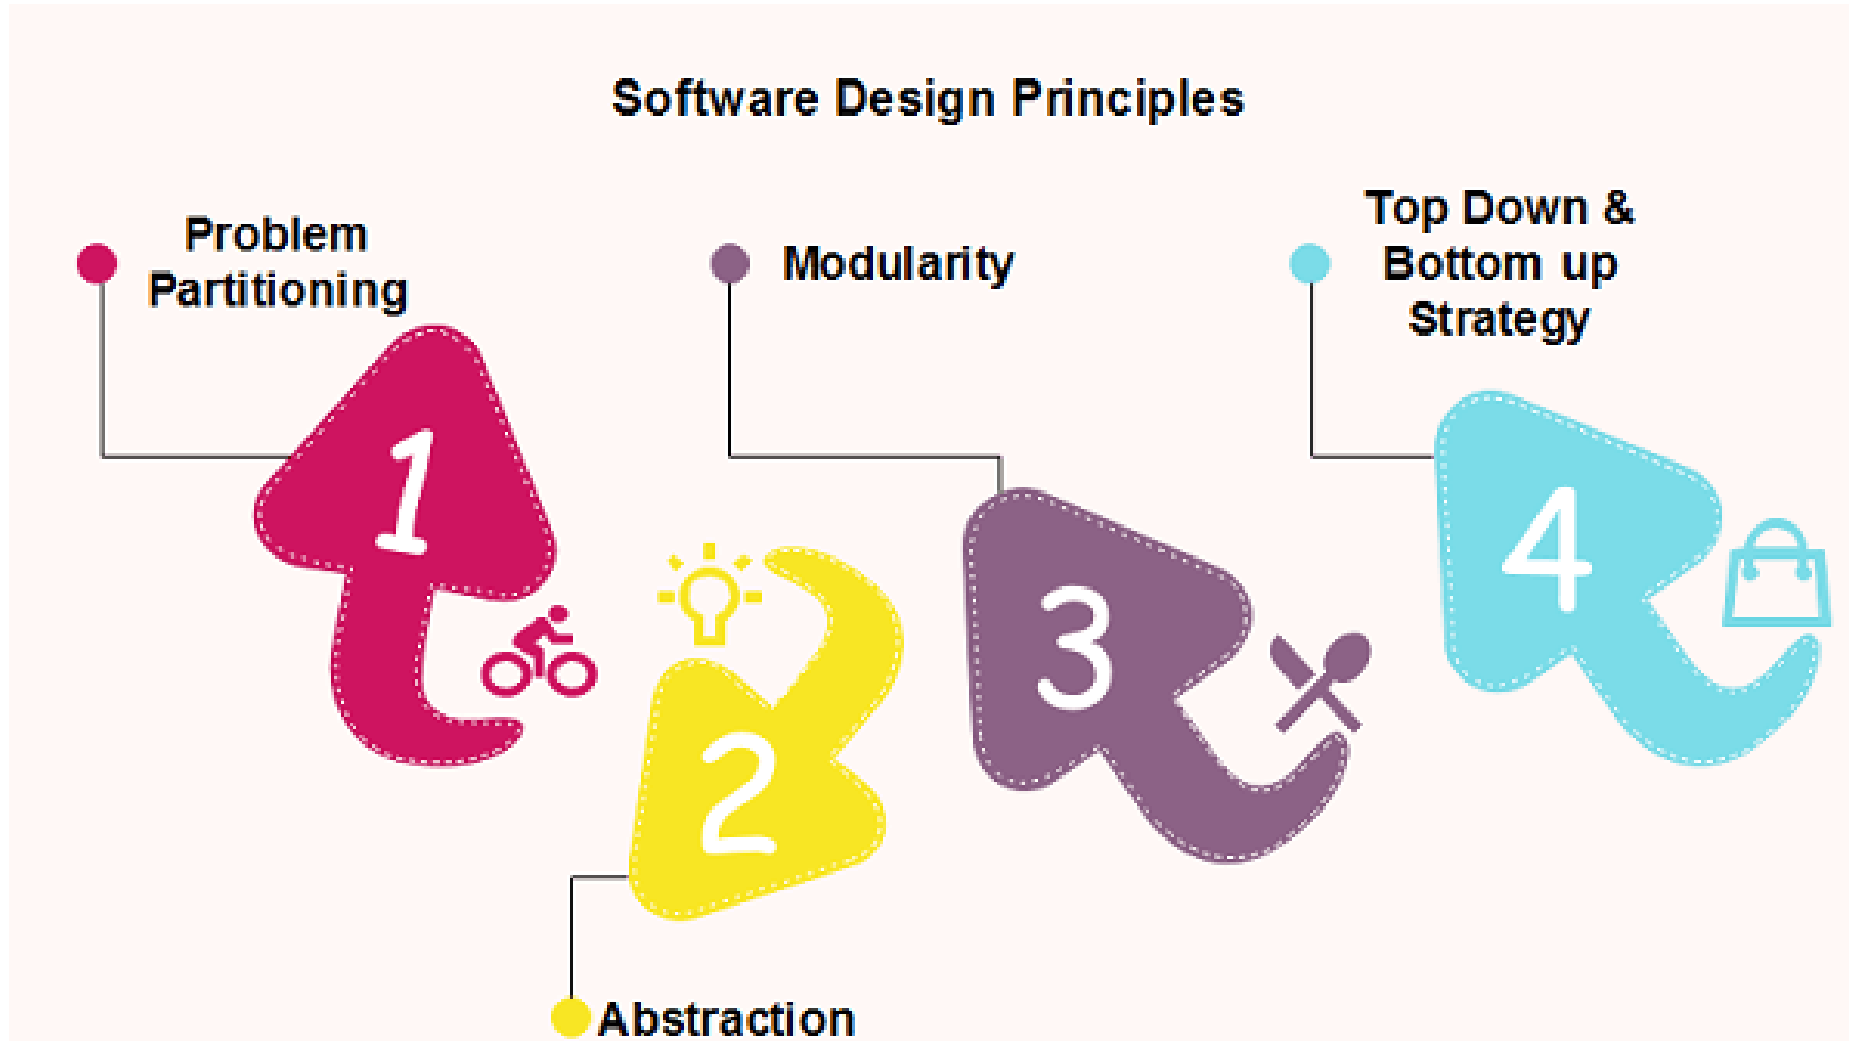 Software Design Principles
Problem
Partitioning
1
Abstraction
2
Modularity
3
Top Down &
Bottom up
Strategy
4